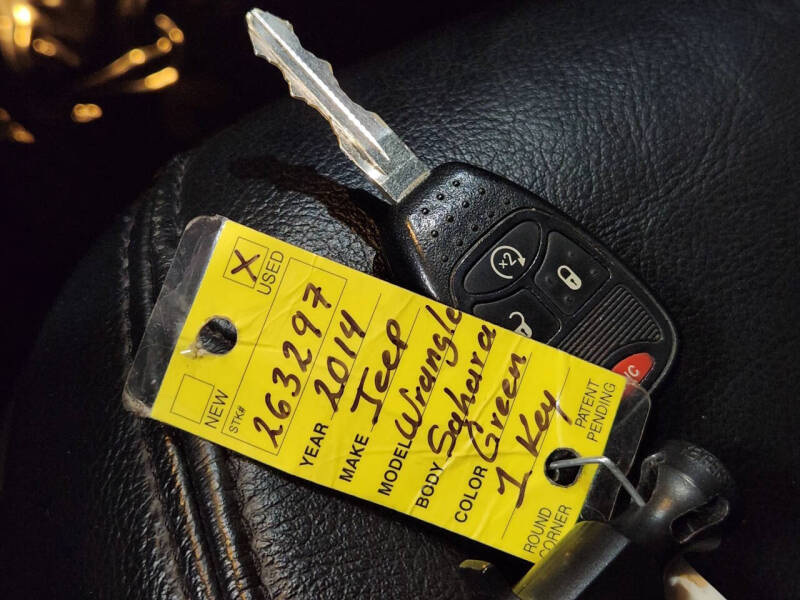 X USED
NEW
STK# 263297
YEAR 2014
MAKE Jeep
MODEL Wrangle
BODY Sahara
COLOR Green
1 Key
PATENT
PENDING
ROUND
CORNER
x2